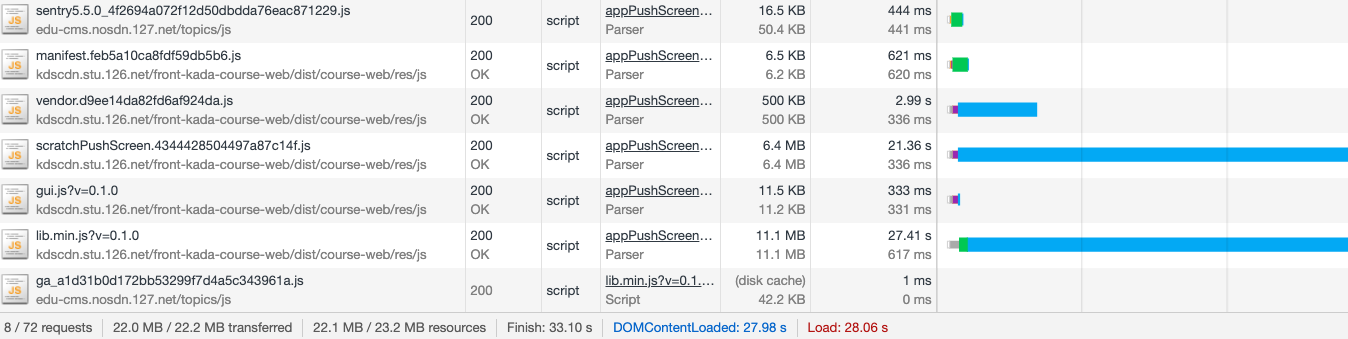 sentry5.5.0_4f2694a072f12d50dbdda76eac871229.js 200 script appPushScreen… 16.5 KB 444 ms
edu-cms.nosdn.127.net/topics/js Parser 50.4 KB 441 ms
manifest.feb5a10ca8fdf59db5b6.js 200 script appPushScreen… 6.5 KB 621 ms
kdscdn.stu.126.net/front-kada-course-web/dist/course-web/res/js OK Parser 6.2 KB 620 ms
vendor.d9ee14da82fd6af924da.js 200 script appPushScreen… 500 KB 2.99 s
kdscdn.stu.126.net/front-kada-course-web/dist/course-web/res/js OK Parser 500 KB 336 ms
scratchPushScreen.4344428504497a87c14f.js 200 script appPushScreen… 6.4 MB 21.36 s
kdscdn.stu.126.net/front-kada-course-web/dist/course-web/res/js OK Parser 6.4 MB 336 ms
gui.js?v=0.1.0 200 script appPushScreen… 11.5 KB 333 ms
kdscdn.stu.126.net/front-kada-course-web/dist/course-web/res/js OK Parser 11.2 KB 331 ms
lib.min.js?v=0.1.0 200 script appPushScreen… 11.1 MB 27.41 s
kdscdn.stu.126.net/front-kada-course-web/dist/course-web/res/js OK Parser 11.1 MB 617 ms
ga_a1d31b0d172bb53299f7d4a5c343961a.js 200 script lib.min.js?v=0.1.… (disk cache) 1 ms
edu-cms.nosdn.127.net/topics/js Script 42.2 KB 0 ms
8 / 72 requests 22.0 MB / 22.2 MB transferred 22.1 MB / 23.2 MB resources Finish: 33.10 s DOMContentLoaded: 27.98 s Load: 28.06 s